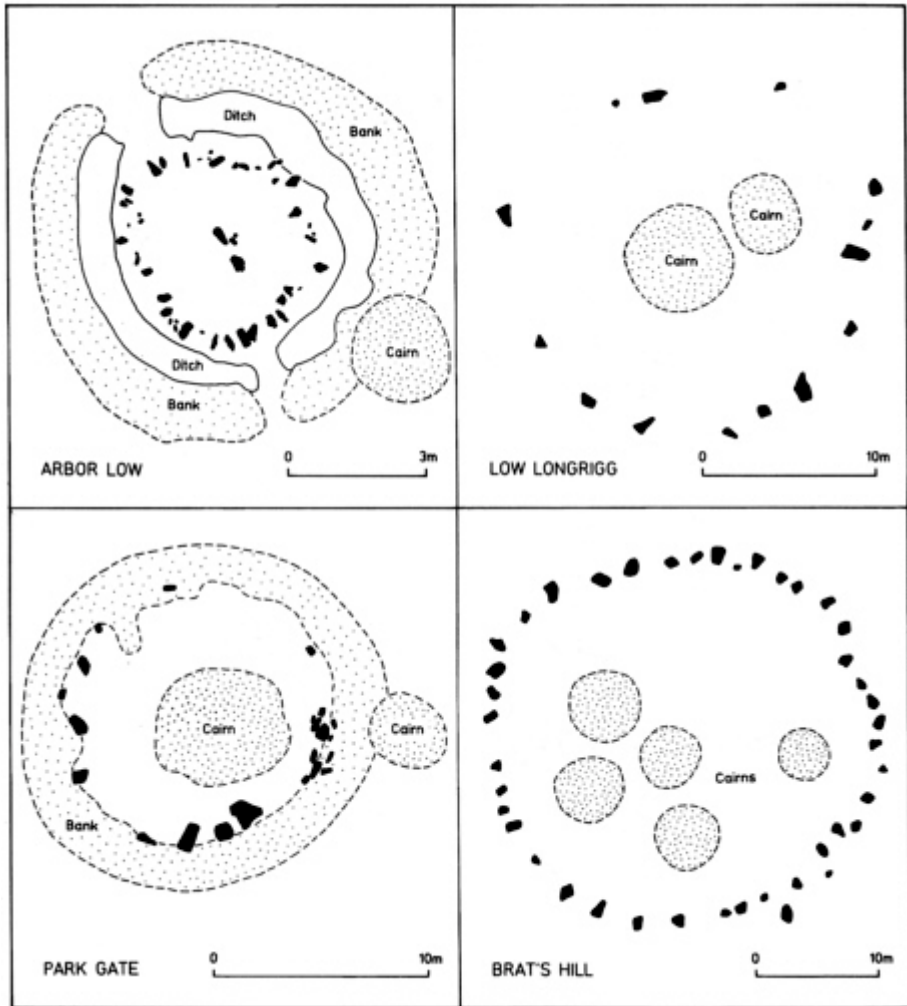 Ditch
Bank
Cairn
Ditch
Bank
ARBOR LOW
0 3m
Cairn
Cairn
LOW LONGRIGG
0 10m
Cairn
Cairn
Bank
PARK GATE
0 10m
Cairns
BRAT'S HILL
0 10m